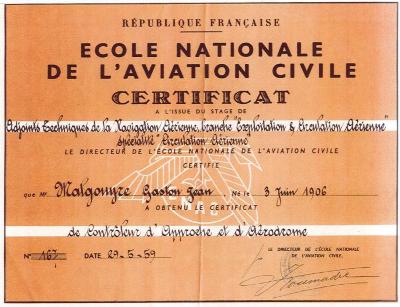 RÉPUBLIQUE FRANÇAISE
ECOLE NATIONALE
DE L'AVIATION CIVILE
CERTIFICAT
A L'ISSUE DU STAGE DE
Adjoints Techniques de la Navigation Aérienne, branche "Exploitation & Circulation Aérienne"
spécialité Circulation Aérienne
LE DIRECTEUR DE L'ÉCOLE NATIONALE DE L'AVIATION CIVILE
CERTIFIE
que Mr Malgouyre Gaston Jean, Né le 3 Juin 1906
A OBTENU LE CERTIFICAT
de Contrôleur d'Approche et d'Aérodrome
N° 167 DATE 29-5-59
LE DIRECTEUR DE L'ÉCOLE NATIONALE
DE L'AVIATION CIVILE,